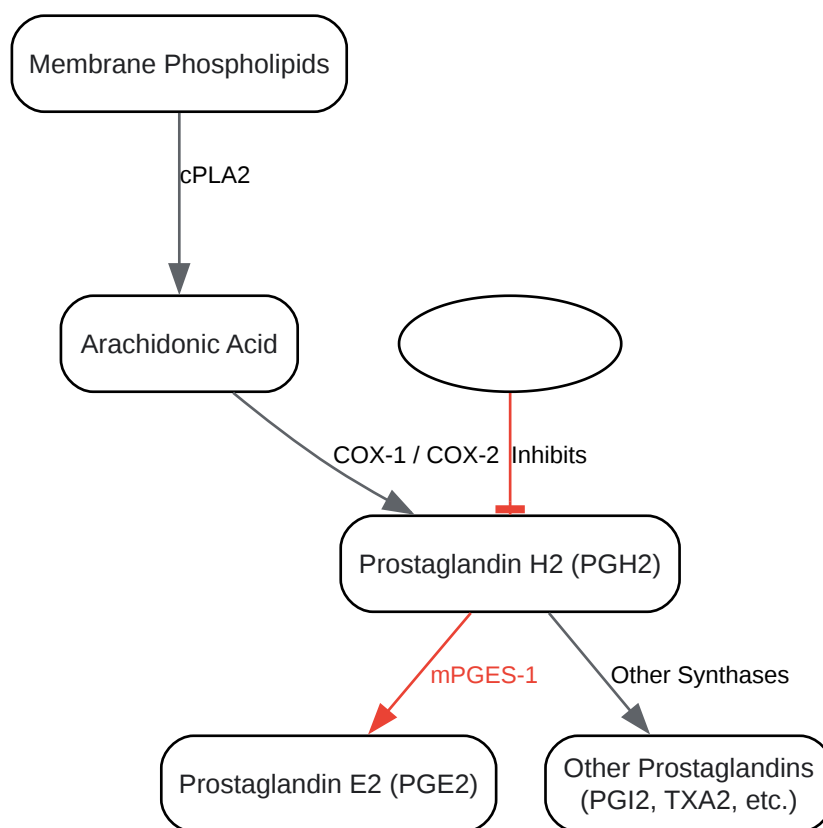 Membrane Phospholipids
cPLA2
Arachidonic Acid
COX-1 / COX-2
Inhibits
Prostaglandin H2 (PGH2)
mPGES-1
Other Synthases
Prostaglandin E2 (PGE2)
Other Prostaglandins
(PGI2, TXA2, etc.)